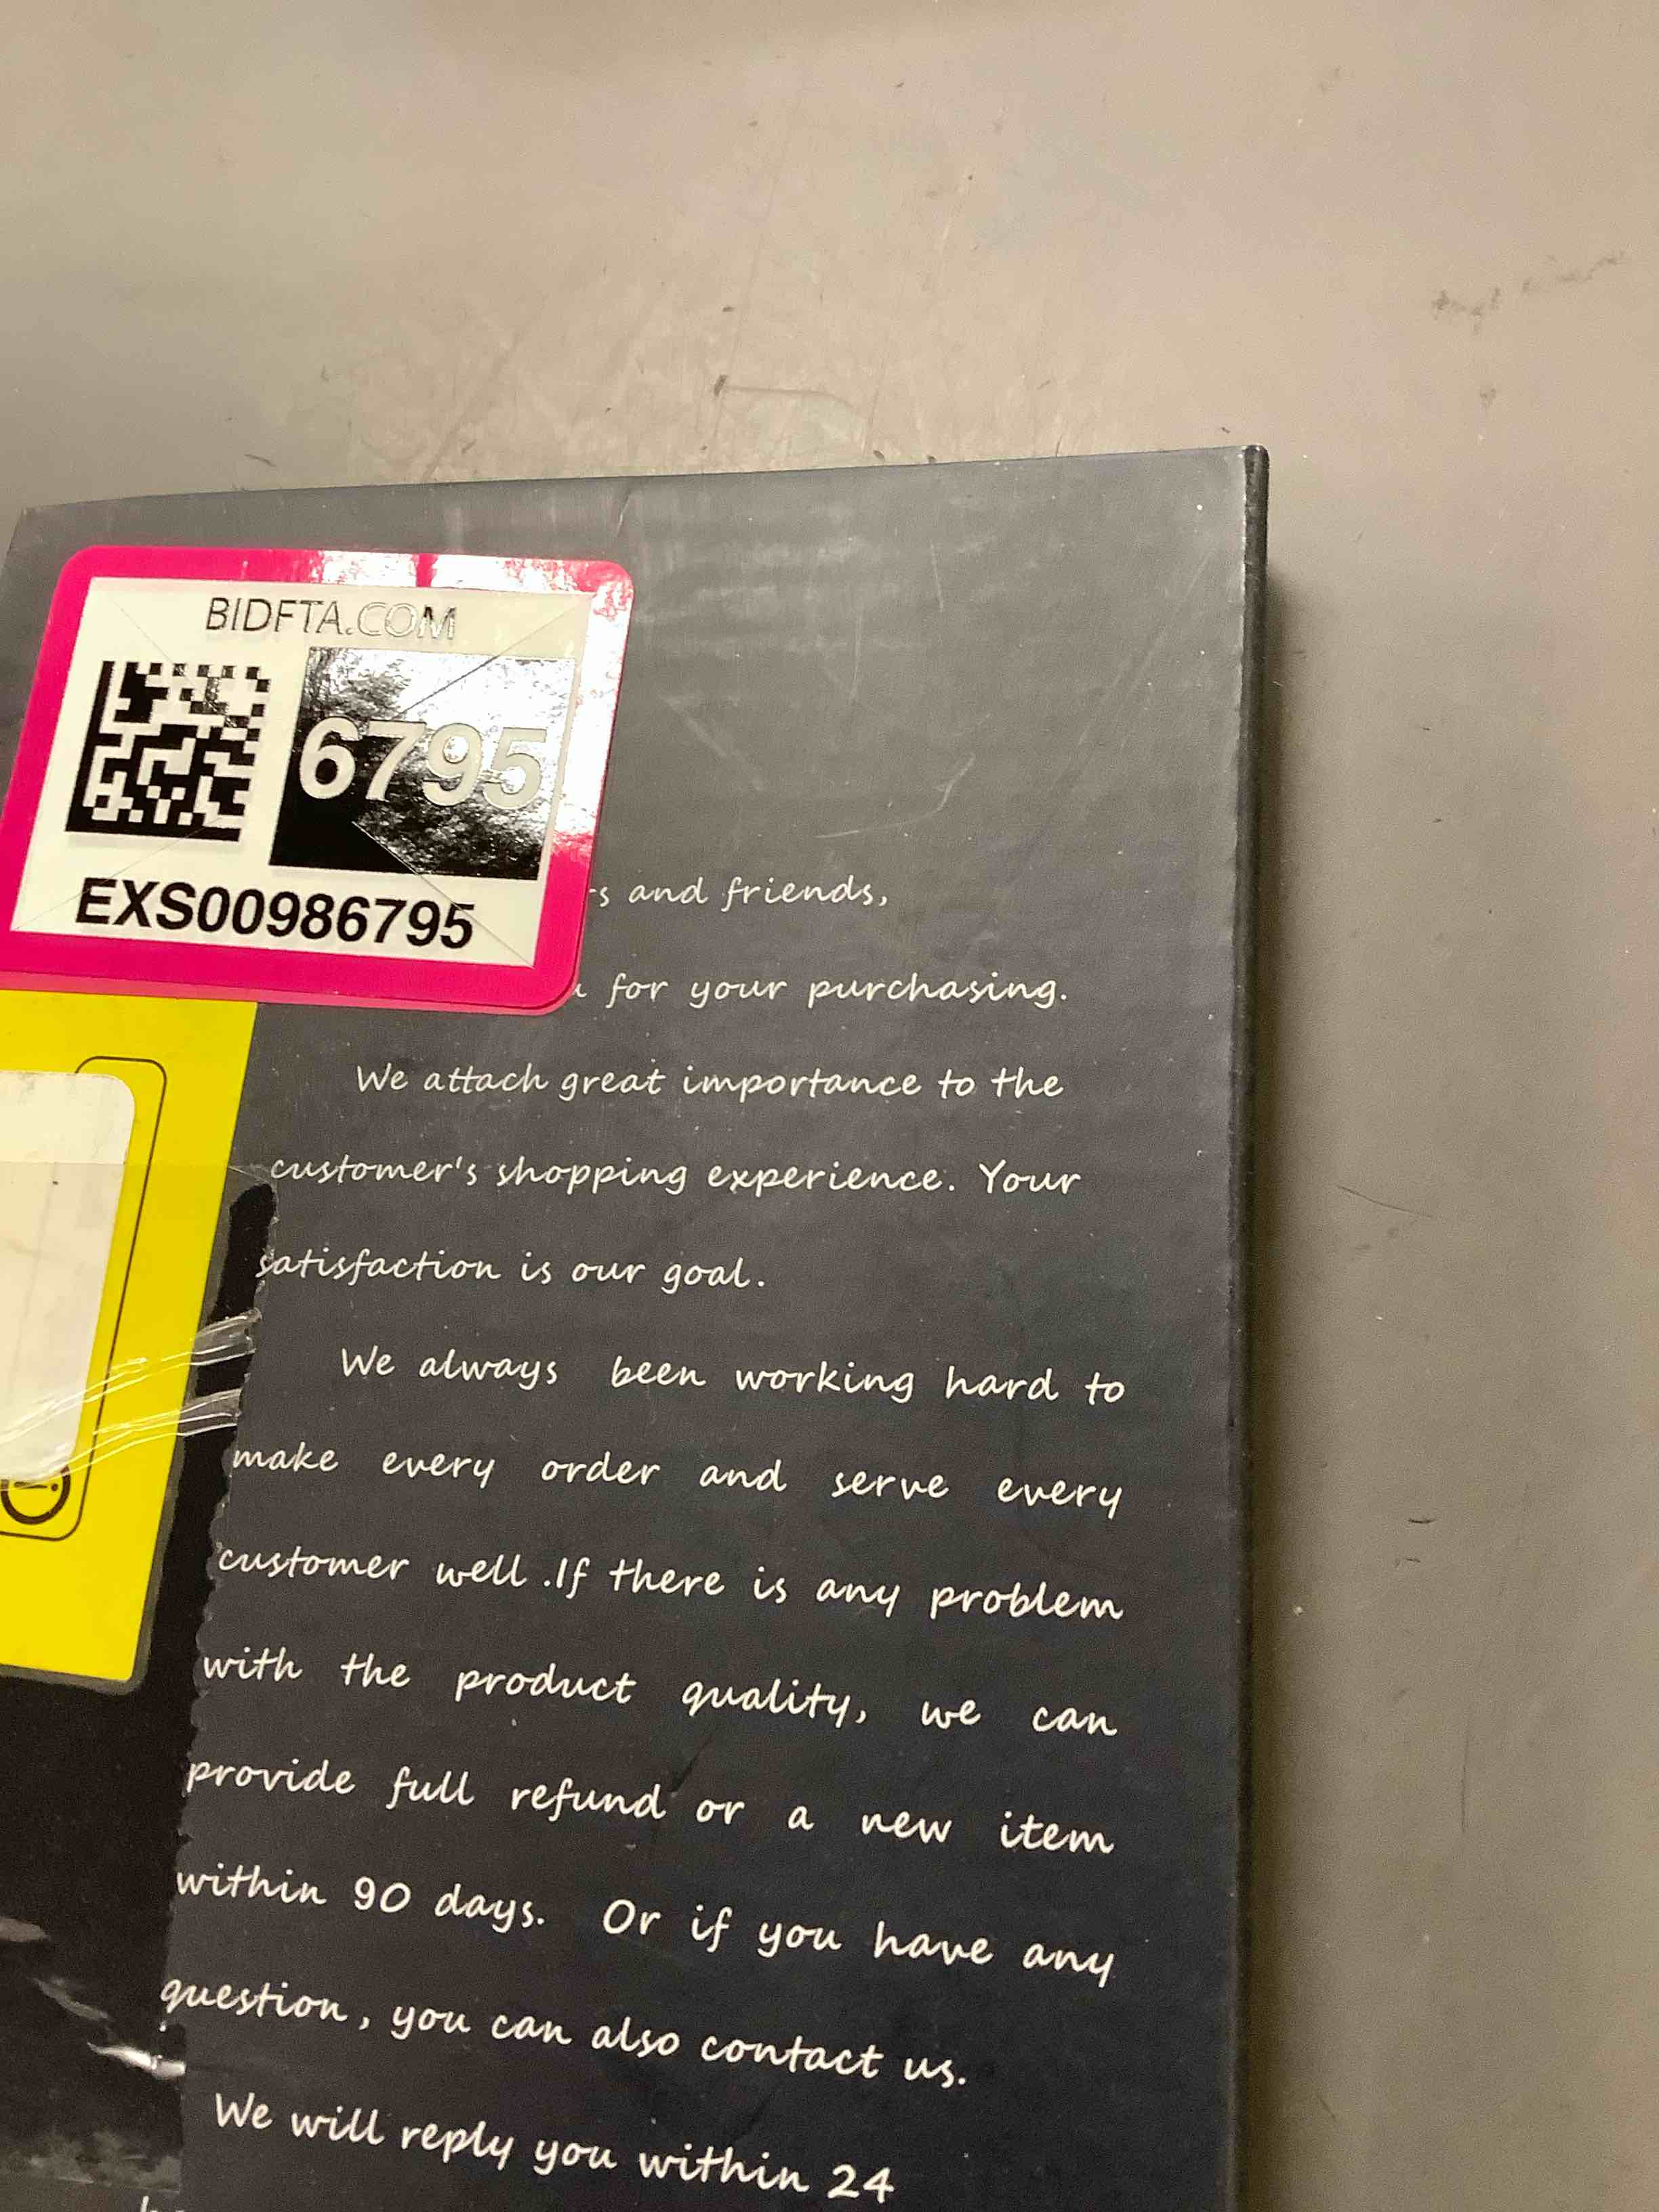 BIDFTA.COM
6795
EXS00986795
and friends,
for your purchasing.
We attach great importance to the
customer's shopping experience. Your
satisfaction is our goal.
We always been working hard to
make every order and serve every
customer well .If there is any problem
with the product quality, we can
provide full refund or a new item
within 90 days. Or if you have any
question, you can also contact us.
We will reply you within 24